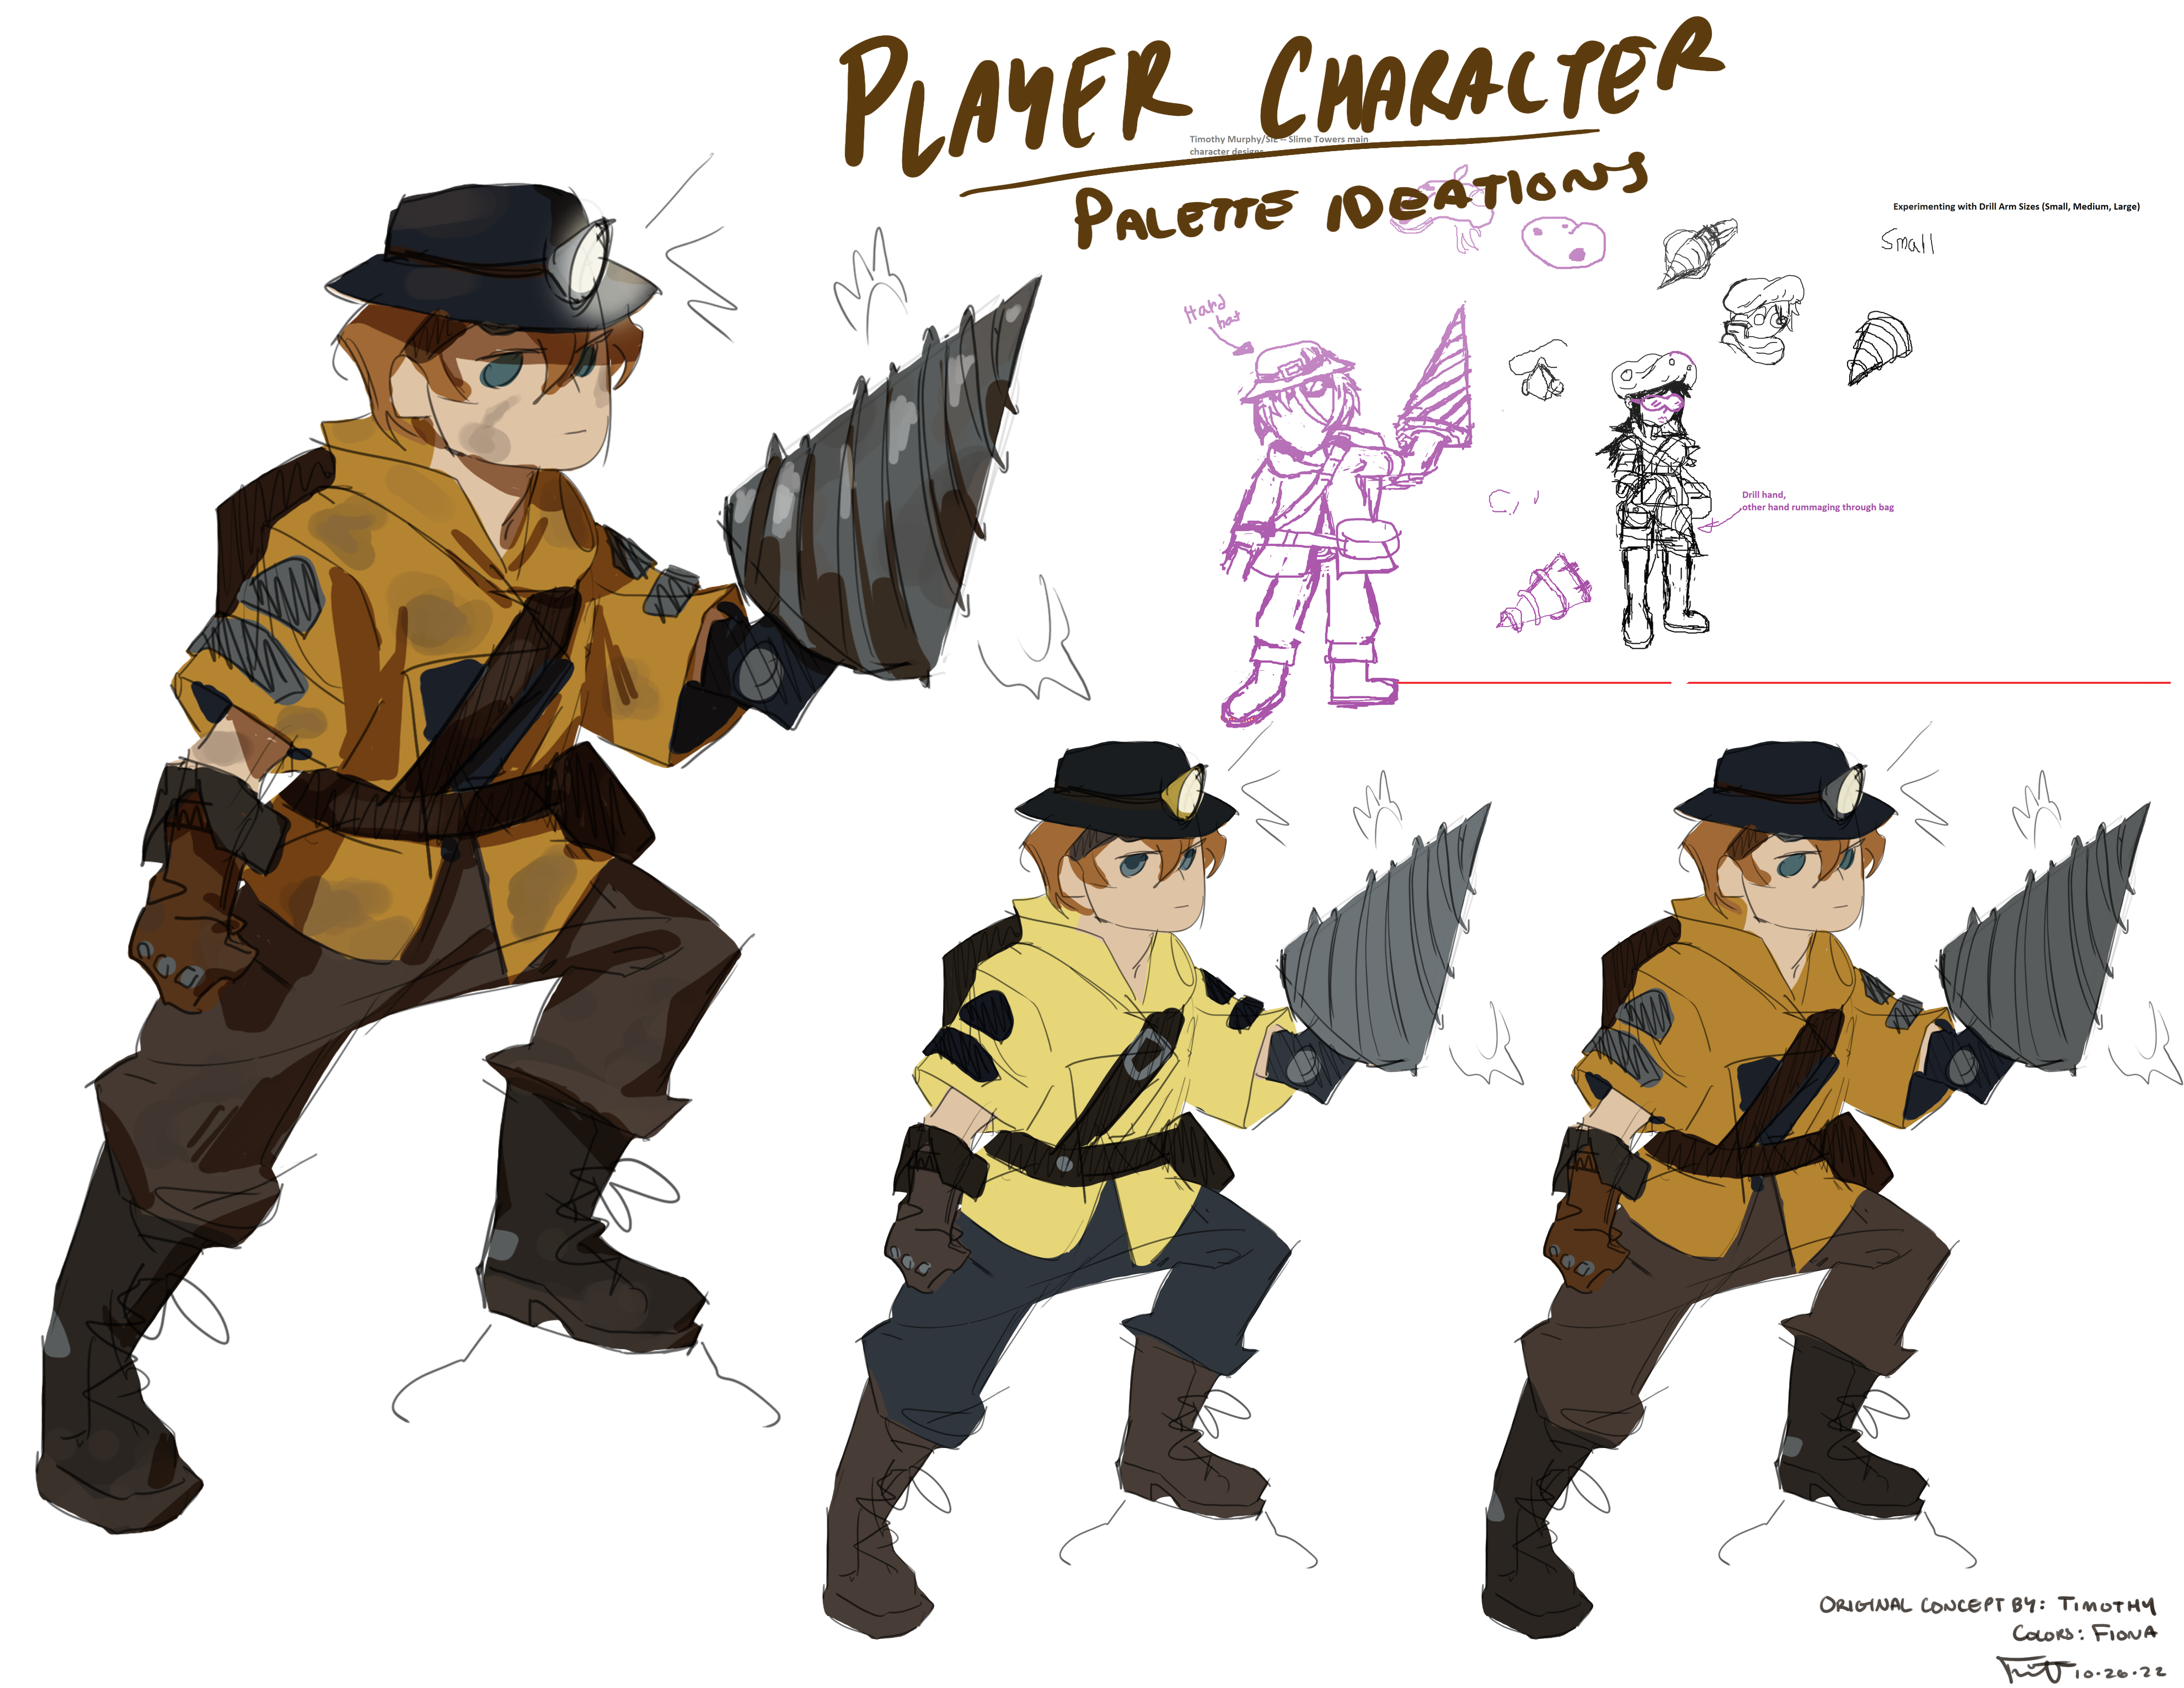 PLAYER CHARACTER
Timothy Murphy/SIE -- Slime Towers main
character designs
PALETTE IDEATIONS
Experimenting with Drill Arm Sizes (Small, Medium, Large)
Small
Hard
hat
Drill hand,
other hand rummaging through bag
ORIGINAL CONCEPT BY: TIMOTHY
COLORS: FIONA
10-26-22